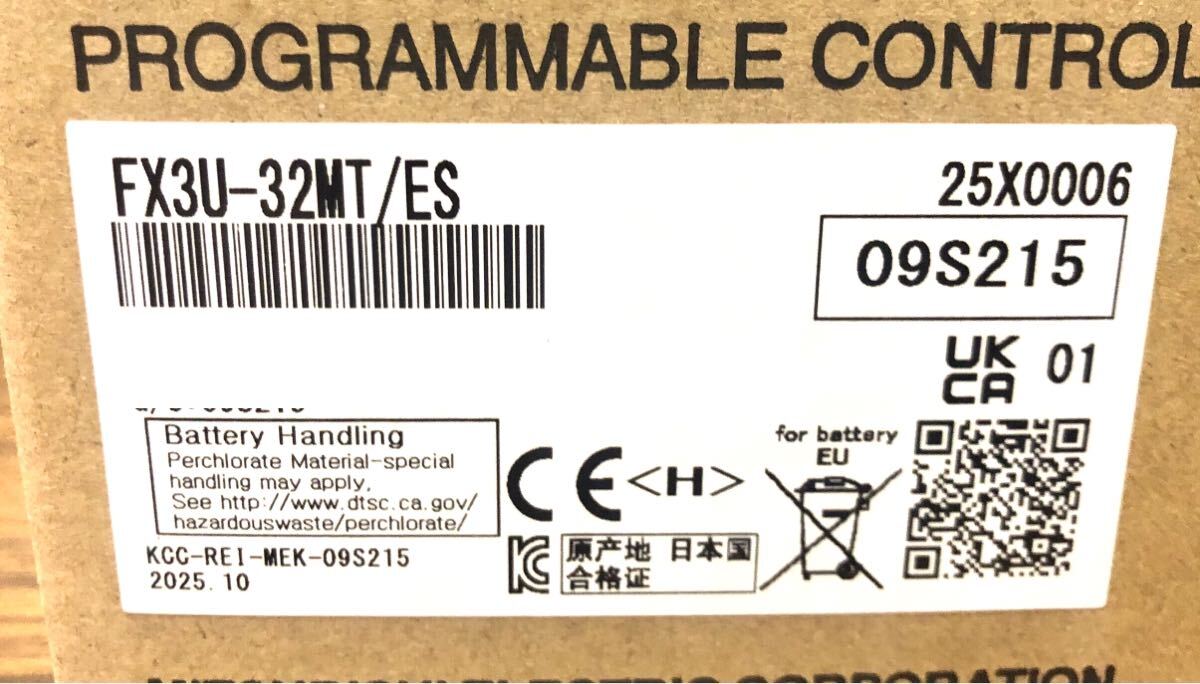 PROGRAMMABLE CONTROL
FX3U-32MT/ES
25X0006
09S215
UK
CA
01
Battery Handling
Perchlorate Material-special
handling may apply.
See http://www.dtsc.ca.gov/
hazardouswaste/perchlorate/
KCC-REI-MEK-09S215
2025.10
CE
<H>
for battery
EU
原产地 日本国
合格证